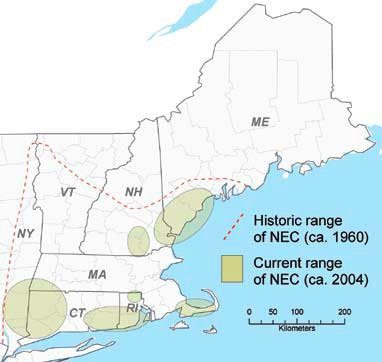 ME
VT
NH
NY
Historic range
of NEC (ca. 1960)
MA
Current range
of NEC (ca. 2004)
CT
RI
0 50 100 200
Kilometers